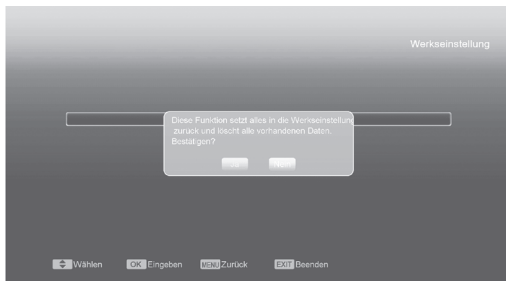 Werkseinstellung
Diese Funktion setzt alles in die Werkseinstellung
zurück und löscht alle vorhandenen Daten.
Bestätigen?
Wählen OK Eingeben MENU Zurück EXIT Beenden